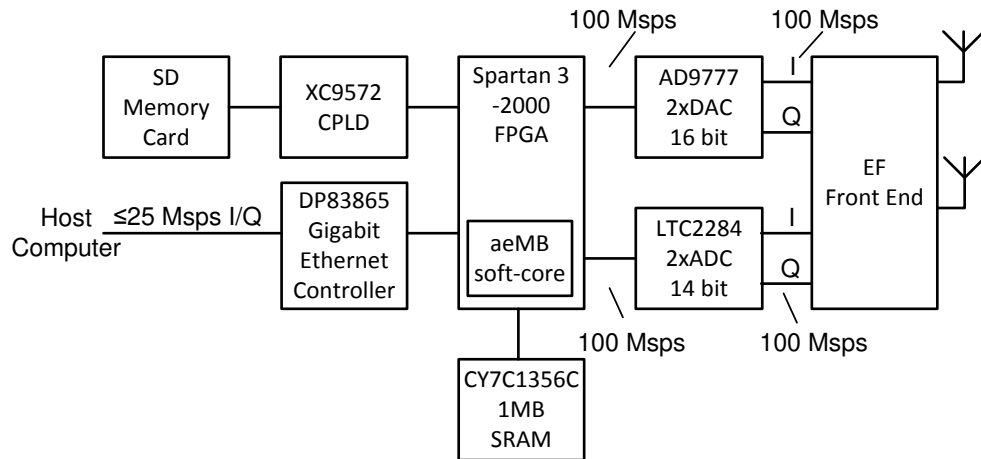 100 Msps
100 Msps
SD
Memory
Card
XC9572
CPLD
Spartan 3
-2000
FPGA
AD9777
2xDAC
16 bit
I
Q
EF
Front End
Host
Computer
≤25 Msps I/Q
DP83865
Gigabit
Ethernet
Controller
aeMB
soft-core
LTC2284
2xADC
14 bit
I
Q
100 Msps
100 Msps
CY7C1356C
1MB
SRAM